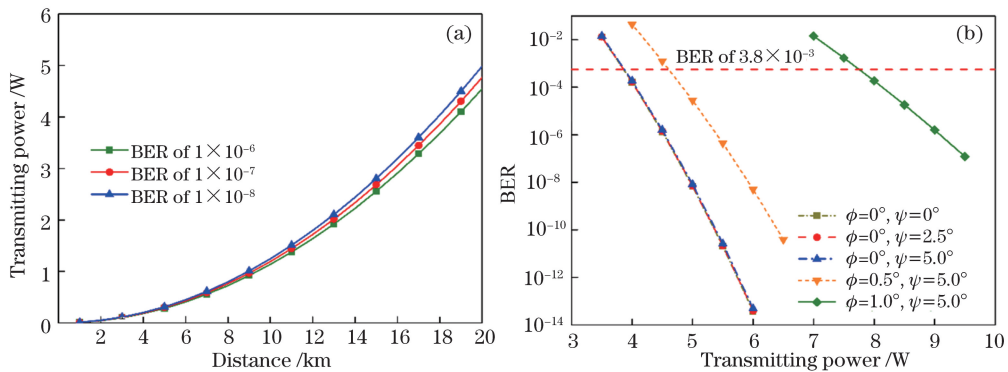 (a)
6
5
4
3
2
1
0
Transmitting power /W
BER of 1×10⁻⁶
BER of 1×10⁻⁷
BER of 1×10⁻⁸
2 4 6 8 10 12 14 16 18 20
Distance /km
(b)
10⁻²
10⁻⁴
10⁻⁶
10⁻⁸
10⁻¹⁰
10⁻¹²
10⁻¹⁴
BER
BER of 3.8×10⁻³
ϕ=0°, ψ=0°
ϕ=0°, ψ=2.5°
ϕ=0°, ψ=5.0°
ϕ=0.5°, ψ=5.0°
ϕ=1.0°, ψ=5.0°
3 4 5 6 7 8 9 10
Transmitting power /W